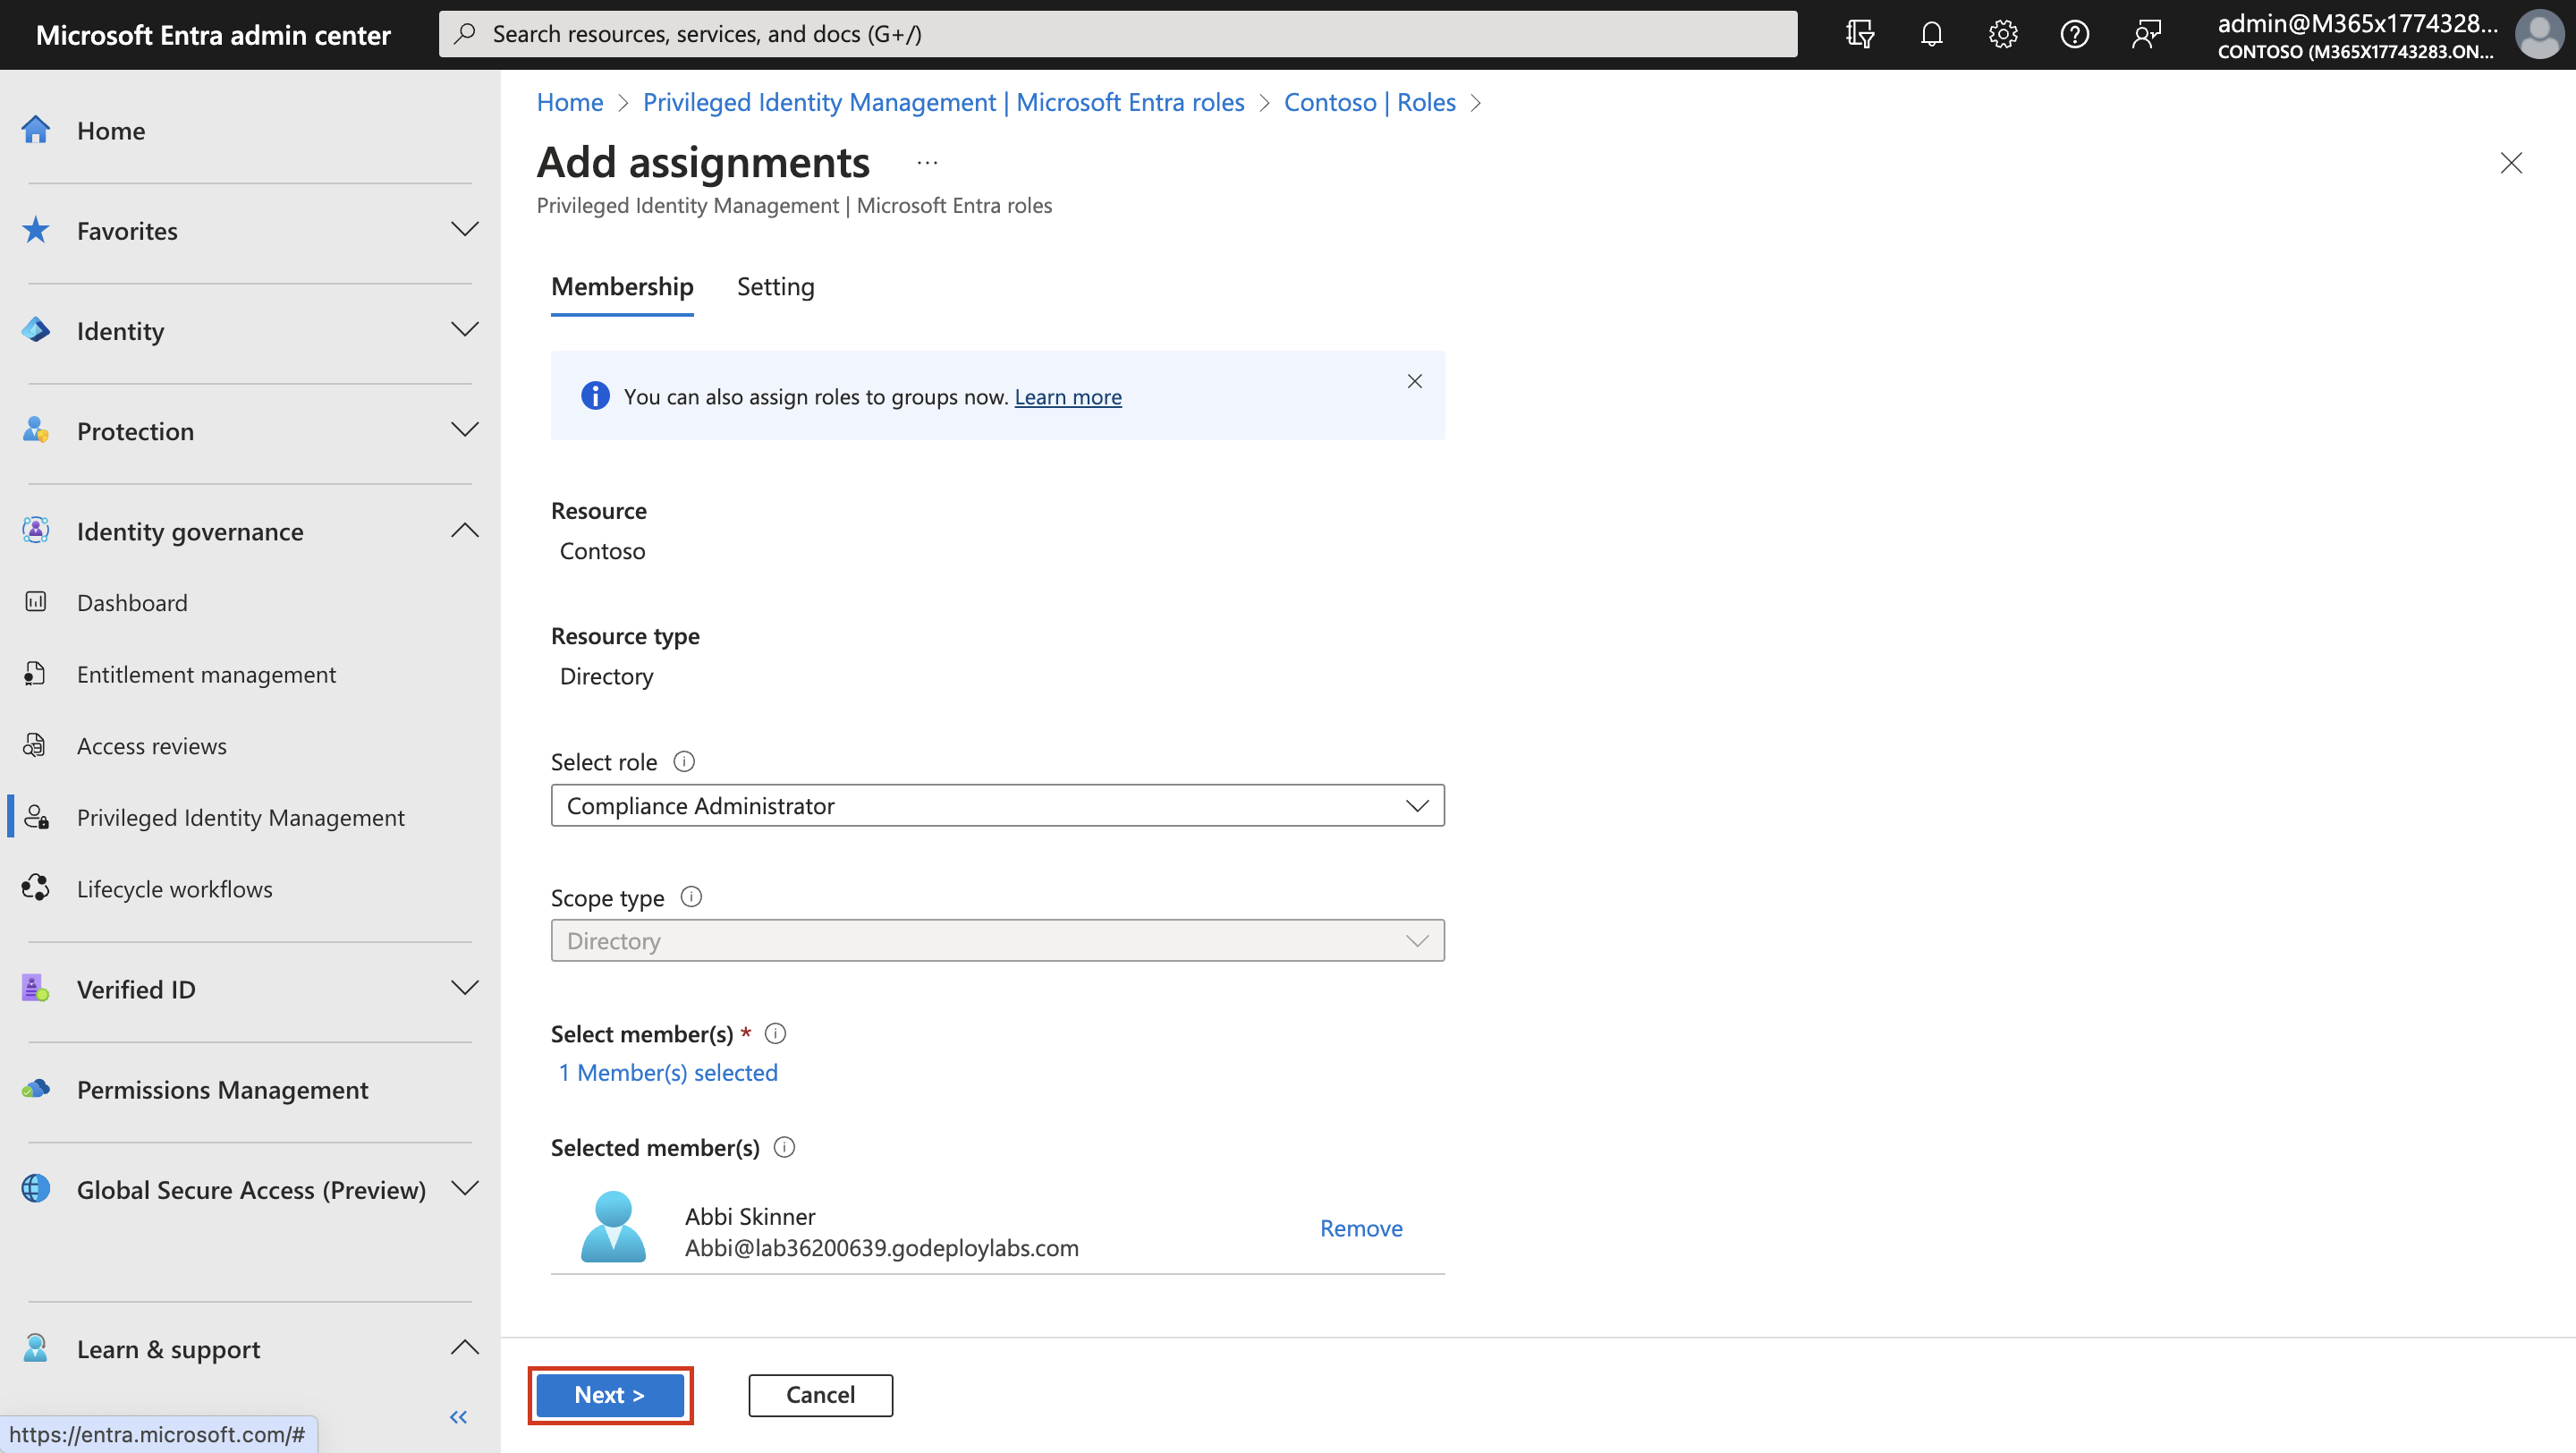 Microsoft Entra admin center
Search resources, services, and docs (G+/)
admin@M365x1774328...
CONTOSO (M365X17743283.ON...
Home
Favorites
Identity
Protection
Identity governance
Dashboard
Entitlement management
Access reviews
Privileged Identity Management
Lifecycle workflows
Verified ID
Permissions Management
Global Secure Access (Preview)
Learn & support
https://entra.microsoft.com/#
Home > Privileged Identity Management | Microsoft Entra roles > Contoso | Roles >
Add assignments ...
Privileged Identity Management | Microsoft Entra roles
Membership Setting
You can also assign roles to groups now. Learn more
Resource
Contoso
Resource type
Directory
Select role
Compliance Administrator
Scope type
Directory
Select member(s) *
1 Member(s) selected
Selected member(s)
Abbi Skinner
Abbi@lab36200639.godeploylabs.com
Remove
Next >
Cancel